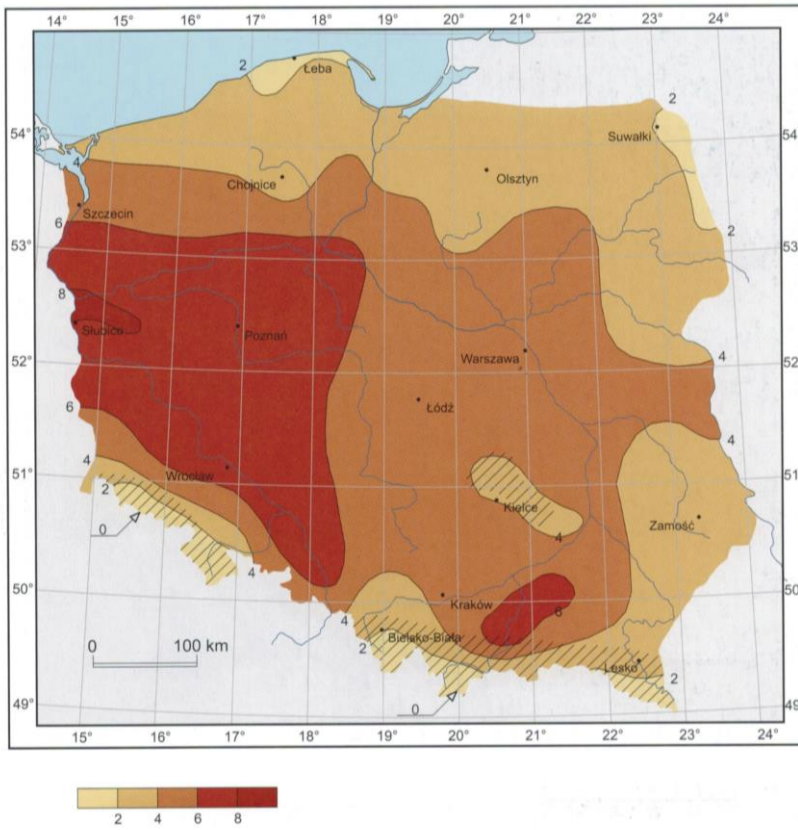 14° 15° 16° 17° 18° 19° 20° 21° 22° 23° 24°
2
Łeba
2
54°
54°
Suwałki
4
Chojnice
Olsztyn
Szczecin
6
2
53°
53°
8
Słubice
Poznań
Warszawa
4
52°
52°
Łódź
6
4
4
Wrocław
51°
51°
2
Kielce
Zamość
0
4
4
50°
50°
Kraków
6
4
Bielsko-Biała
0 100 km
2
Lesko
2
49°
49
0
15° 16° 17° 18° 19° 20° 21° 22° 23° 24°
2 4 6 8